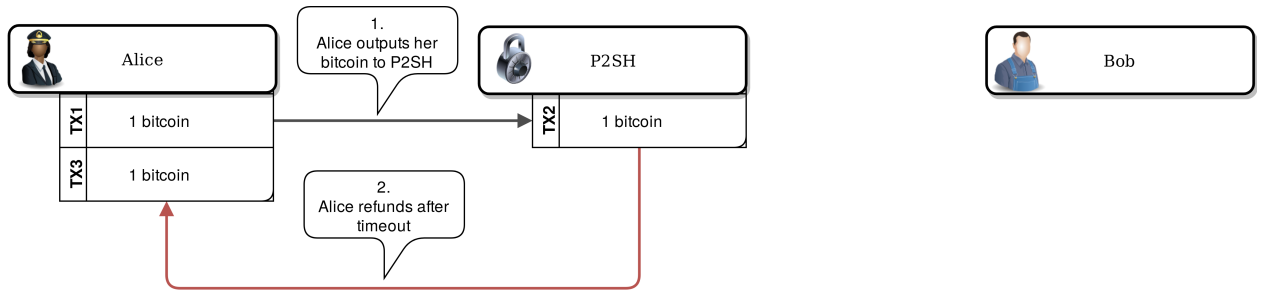 Alice
1.
Alice outputs her
bitcoin to P2SH
P2SH
Bob
TX1
1 bitcoin
TX2
1 bitcoin
TX3
1 bitcoin
2.
Alice refunds after
timeout